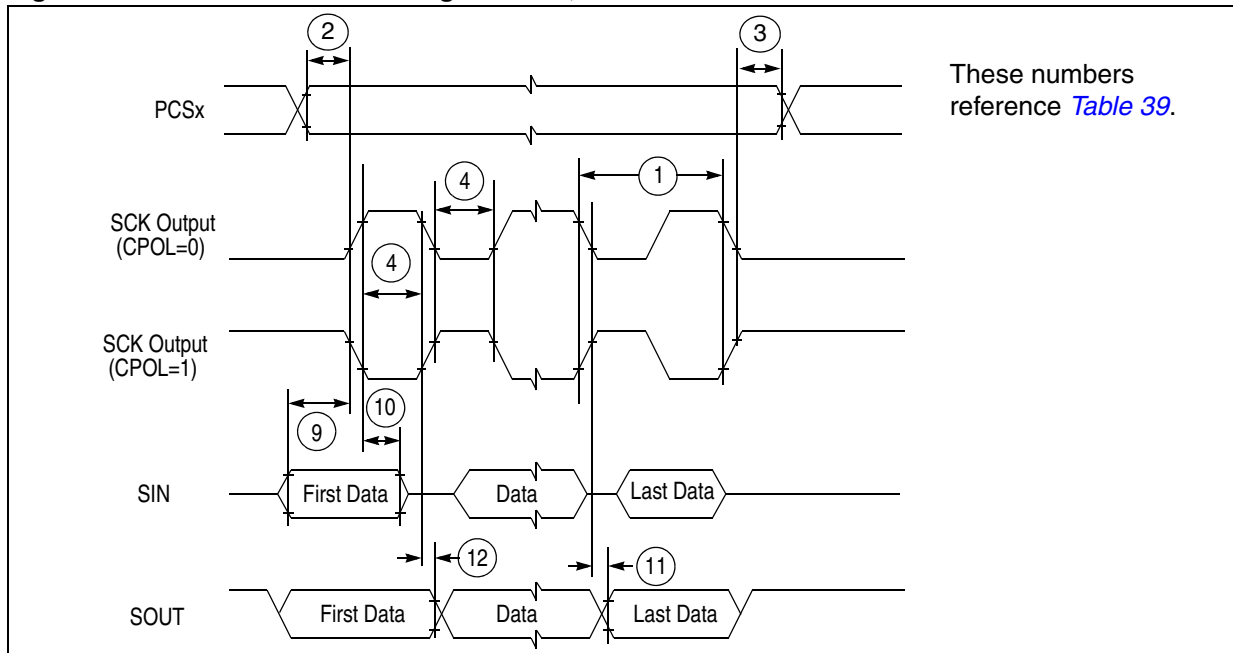 2
3
These numbers
reference Table 39.
PCSx
4
1
SCK Output
(CPOL=0)
4
SCK Output
(CPOL=1)
9
10
SIN
First Data
Data
Last Data
12
11
SOUT
First Data
Data
Last Data